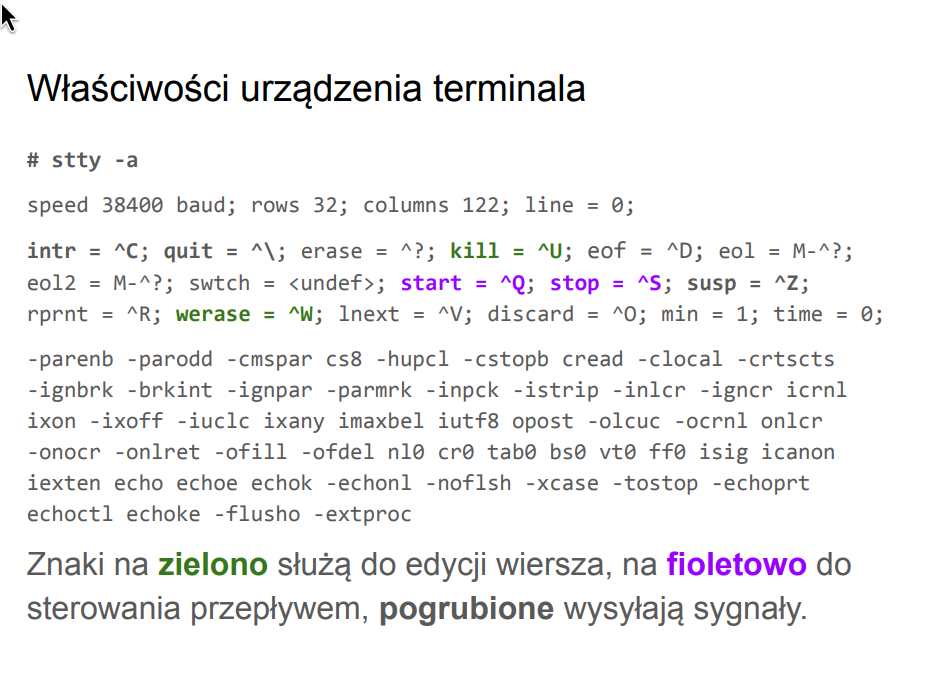 Właściwości urządzenia terminala
# stty -a
speed 38400 baud; rows 32; columns 122; line = 0;
intr = ^C; quit = ^\; erase = ^?; kill = ^U; eof = ^D; eol = M-^?;
eol2 = M-^?; swtch = <undef>; start = ^Q; stop = ^S; susp = ^Z;
rprnt = ^R; werase = ^W; lnext = ^V; discard = ^O; min = 1; time = 0;
-parenb -parodd -cmspar cs8 -hupcl -cstopb cread -clocal -crtscts
-ignbrk -brkint -ignpar -parmrk -inpck -istrip -inlcr -igncr icrnl
ixon -ixoff -iuclc ixany imaxbel iutf8 opost -olcuc -ocrnl onlcr
-onocr -onlret -ofill -ofdel nl0 cr0 tab0 bs0 vt0 ff0 isig icanon
iexten echo echoe echok -echonl -noflsh -xcase -tostop -echoprt
echoctl echoke -flusho -extproc
Znaki na zielono służą do edycji wiersza, na fioletowo do
sterowania przepływem, pogrubione wysyłają sygnały.